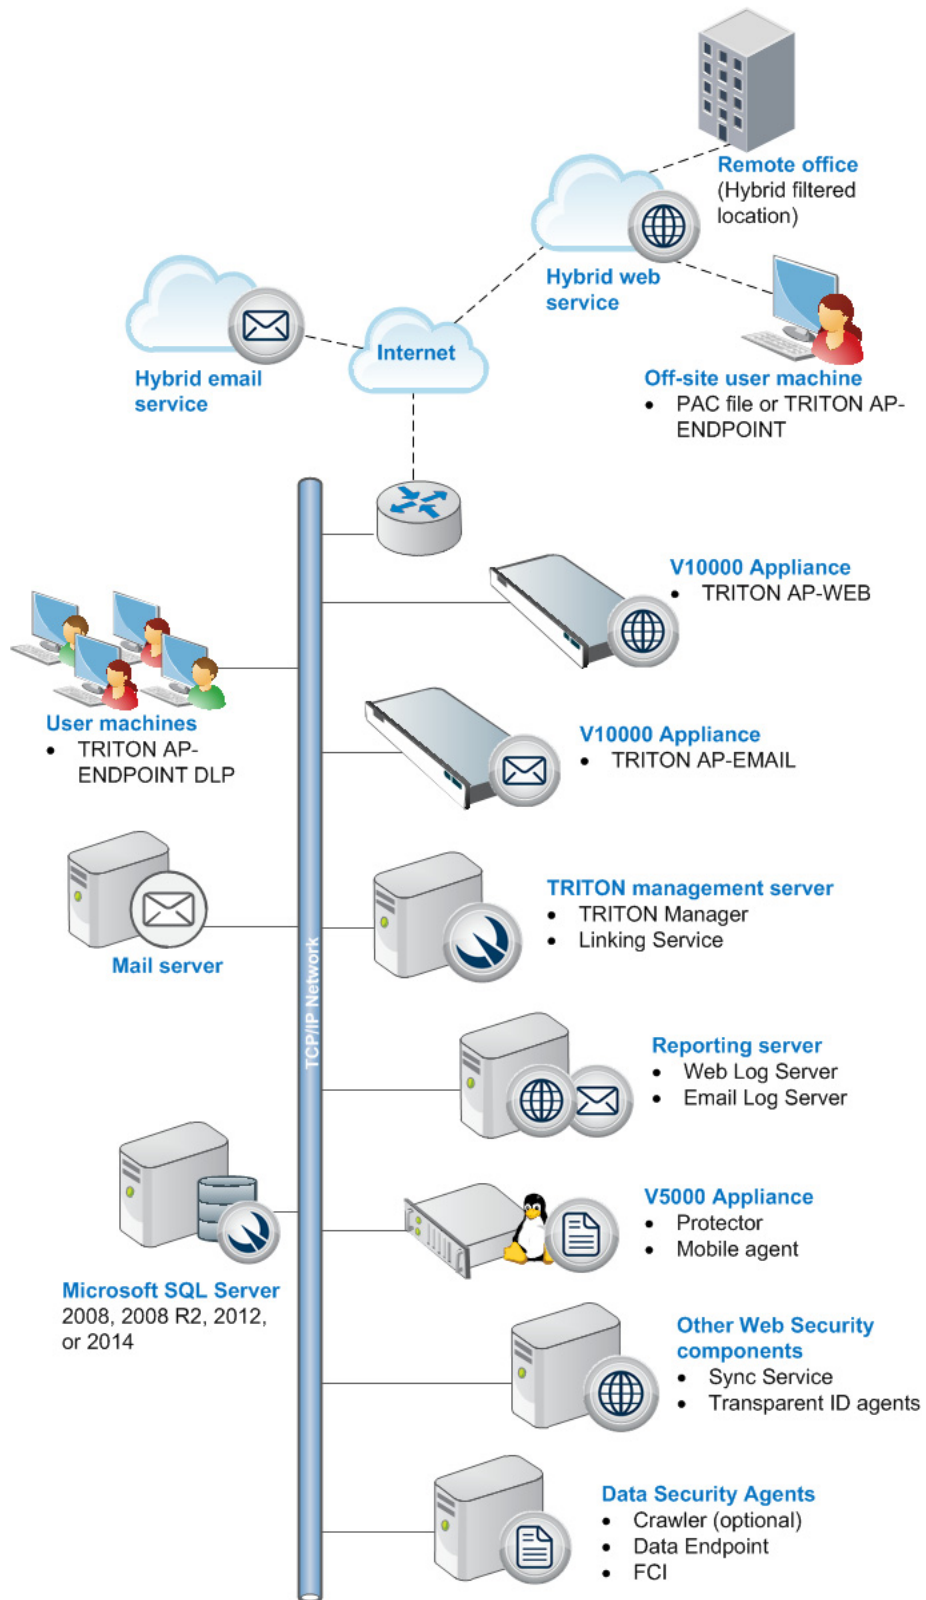 Remote office
(Hybrid filtered
location)
Hybrid web
service
Internet
Hybrid email
service
Off-site user machine
• PAC file or TRITON AP-
ENDPOINT
V10000 Appliance
• TRITON AP-WEB
User machines
• TRITON AP-
ENDPOINT DLP
V10000 Appliance
• TRITON AP-EMAIL
TRITON management server
• TRITON Manager
• Linking Service
Mail server
TCP/IP Network
Reporting server
• Web Log Server
• Email Log Server
V5000 Appliance
• Protector
• Mobile agent
Microsoft SQL Server
2008, 2008 R2, 2012,
or 2014
Other Web Security
components
• Sync Service
• Transparent ID agents
Data Security Agents
• Crawler (optional)
• Data Endpoint
• FCI